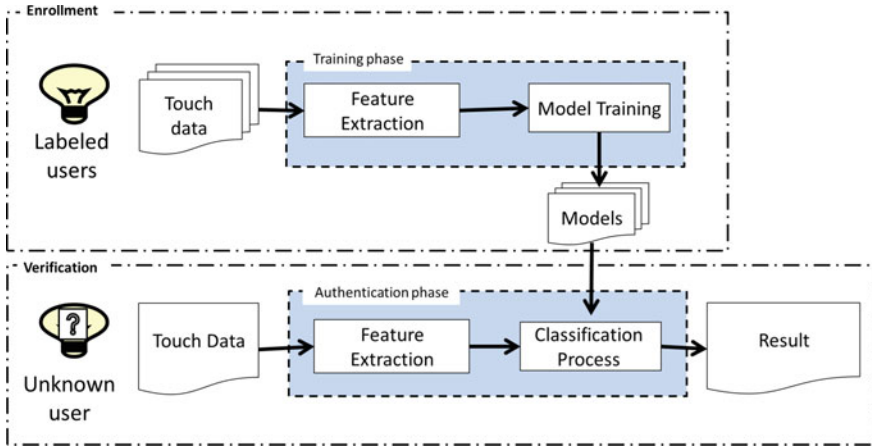 Enrollment
Training phase
Touch
data
Feature
Extraction
Model Training
Labeled
users
Models
Verification
Authentication phase
?
Touch Data
Feature
Extraction
Classification
Process
Result
Unknown
user